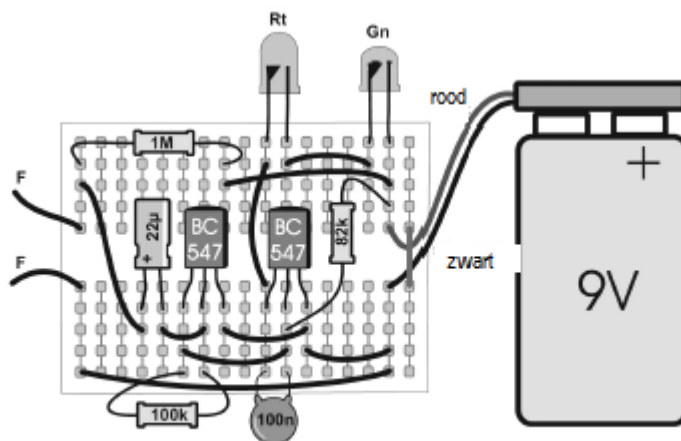 Rt
Gn
rood
1M
F
22µ
+
BC
547
BC
547
82k
+
F
zwart
9V
100k
100n